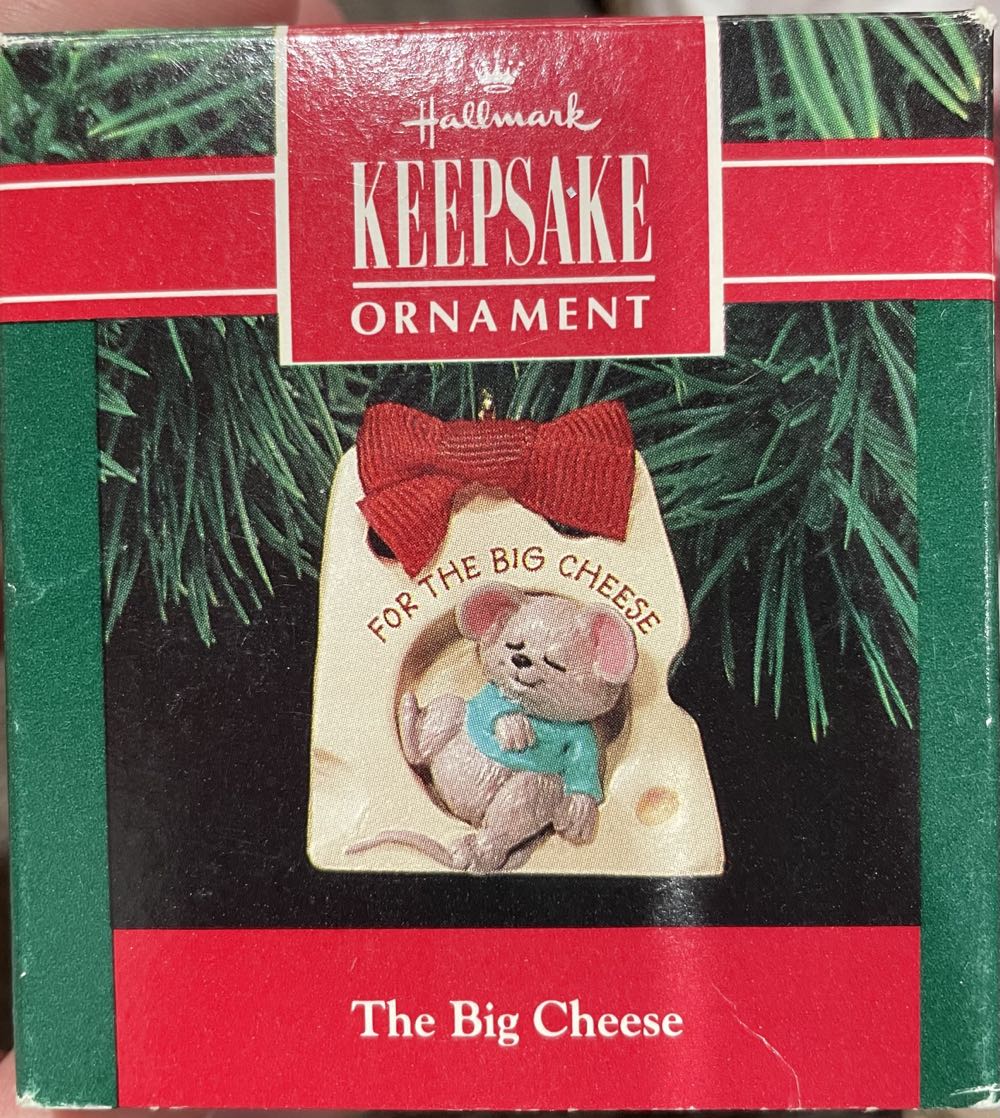 Hallmark
KEEPSAKE
ORNAMENT
FOR THE BIG CHEESE
The Big Cheese